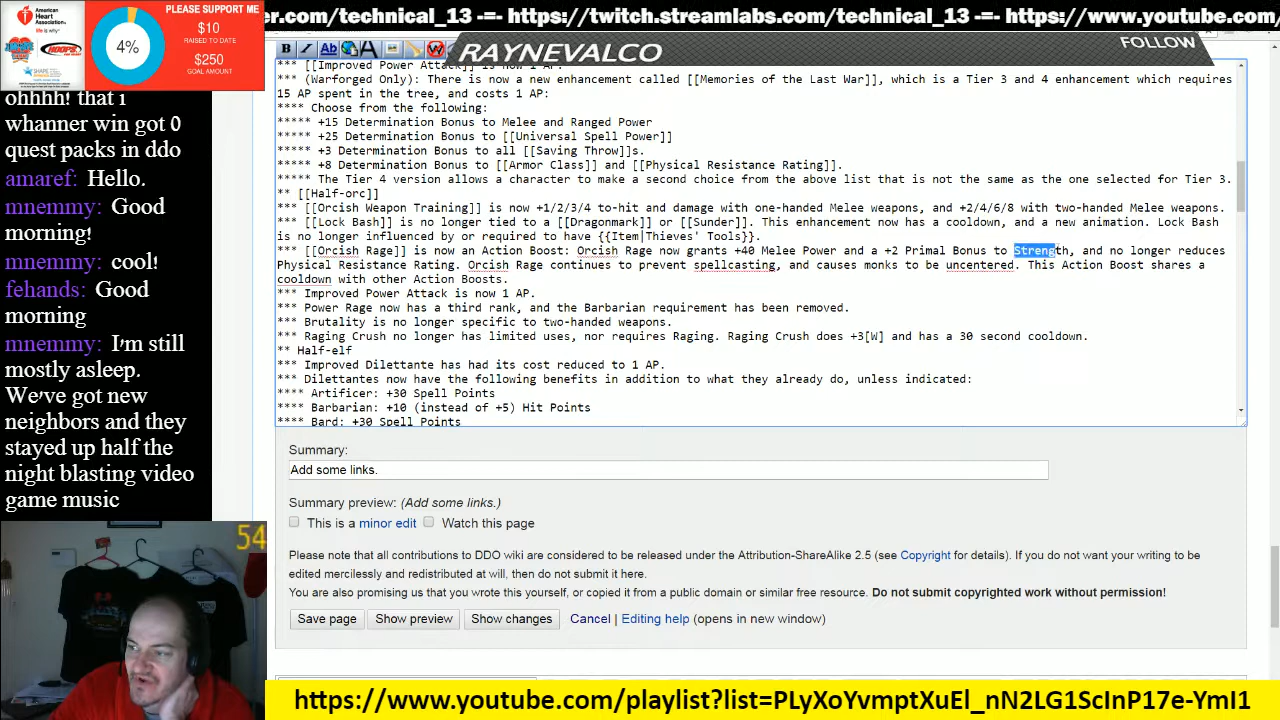 er.com/technical_13 -=- https://twitch.streamlabs.com/technical_13 -=- https://www.youtube.com/
American
Heart
Association
life is why
HOOPS
SHAPE
4%
PLEASE SUPPORT ME
$10
RAISED TO DATE
$250
GOAL AMOUNT
RAYNEVALCO
FOLLOW
B I Ab A W
*** [[Improved Power Attack]] is now 1 AP.
*** (Warforged Only): There is now a new enhancement called [[Memories of the Last War]], which is a Tier 3 and 4 enhancement which requires
15 AP spent in the tree, and costs 1 AP:
**** Choose from the following:
***** +15 Determination Bonus to Melee and Ranged Power
***** +25 Determination Bonus to [[Universal Spell Power]]
***** +3 Determination Bonus to all [[Saving Throw]]s.
***** +8 Determination Bonus to [[Armor Class]] and [[Physical Resistance Rating]].
***** The Tier 4 version allows a character to make a second choice from the above list that is not the same as the one selected for Tier 3.
** [[Half-orc]]
*** [[Orcish Weapon Training]] is now +1/2/3/4 to-hit and damage with one-handed Melee weapons, and +2/4/6/8 with two-handed Melee weapons.
*** [[Lock Bash]] is no longer tied to a [[Dragonmark]] or [[Sunder]]. This enhancement now has a cooldown, and a new animation. Lock Bash
is no longer influenced by or required to have {{Item|Thieves' Tools}}.
*** [[Orcish Rage]] is now an Action Boost: Orcish Rage now grants +40 Melee Power and a +2 Primal Bonus to Strength, and no longer reduces
Physical Resistance Rating. Orcish Rage continues to prevent spellcasting, and causes monks to be uncentered. This Action Boost shares a
cooldown with other Action Boosts.
*** Improved Power Attack is now 1 AP.
*** Power Rage now has a third rank, and the Barbarian requirement has been removed.
*** Brutality is no longer specific to two-handed weapons.
*** Raging Crush no longer has limited uses, nor requires Raging. Raging Crush does +3[W] and has a 30 second cooldown.
** Half-elf
*** Improved Dilettante has had its cost reduced to 1 AP.
*** Dilettantes now have the following benefits in addition to what they already do, unless indicated:
**** Artificer: +30 Spell Points
**** Barbarian: +10 (instead of +5) Hit Points
**** Bard: +30 Spell Points
ohhhh! that i
whanner win got 0
quest packs in ddo
amaref: Hello.
mnemmy: Good
morning!
mnemmy: cool!
fehands: Good
morning
mnemmy: I'm still
mostly asleep.
We've got new
neighbors and they
stayed up half the
night blasting video
game music
54
Summary:
Add some links.
Summary preview: (Add some links.)
This is a minor edit Watch this page
Please note that all contributions to DDO wiki are considered to be released under the Attribution-ShareAlike 2.5 (see Copyright for details). If you do not want your writing to be
edited mercilessly and redistributed at will, then do not submit it here.
You are also promising us that you wrote this yourself, or copied it from a public domain or similar free resource. Do not submit copyrighted work without permission!
Save page Show preview Show changes Cancel | Editing help (opens in new window)
https://www.youtube.com/playlist?list=PLyXoYvmptXuEl_nN2LG1ScInP17e-YmI1